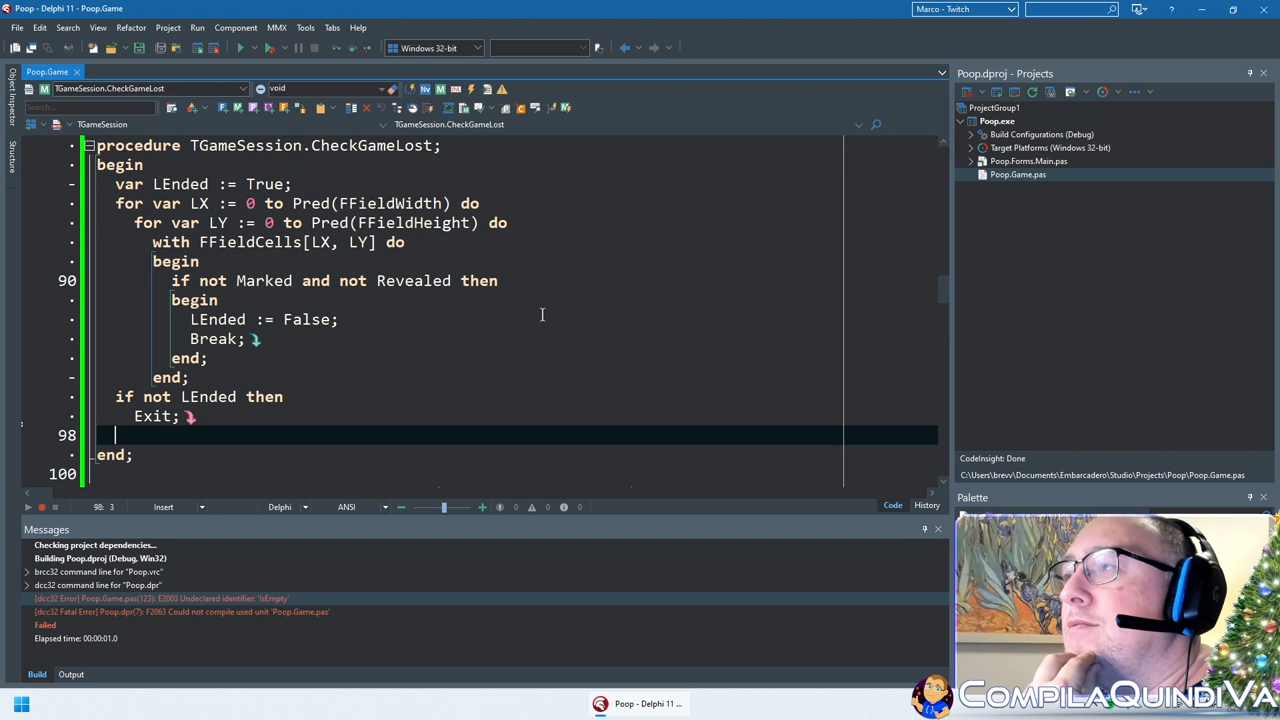 Poop - Delphi 11 - Poop.Game
Marco - Twitch
File Edit Search View Refactor Project Run Component MMX Tools Tabs Help
Windows 32-bit
Poop.Game
Poop.dproj - Projects
TGameSession.CheckGameLost
void
Search...
TGameSession
TGameSession.CheckGameLost
Object Inspector
Structure
procedure TGameSession.CheckGameLost;
begin
var LEnded := True;
for var LX := 0 to Pred(FFieldWidth) do
for var LY := 0 to Pred(FFieldHeight) do
with FFieldCells[LX, LY] do
begin
90 if not Marked and not Revealed then
begin
LEnded := False;
Break;
end;
end;
if not LEnded then
Exit;
98
end;
100
98: 3
Insert
Delphi
ANSI
0
0
0
Code
History
ProjectGroup1
Poop.exe
Build Configurations (Debug)
Target Platforms (Windows 32-bit)
Poop.Forms.Main.pas
Poop.Game.pas
CodeInsight: Done
C:\Users\brevv\Documents\Embarcadero\Studio\Projects\Poop\Poop.Game.pas
Palette
Messages
Checking project dependencies...
Building Poop.dproj (Debug, Win32)
brcc32 command line for "Poop.vrc"
dcc32 command line for "Poop.dpr"
[dcc32 Error] Poop.Game.pas(123): E2003 Undeclared identifier: 'IsEmpty'
[dcc32 Fatal Error] Poop.dpr(7): F2063 Could not compile used unit 'Poop.Game.pas'
Failed
Elapsed time: 00:00:01.0
Build
Output
Poop - Delphi 11 ...
COMPILAQUINDIVA